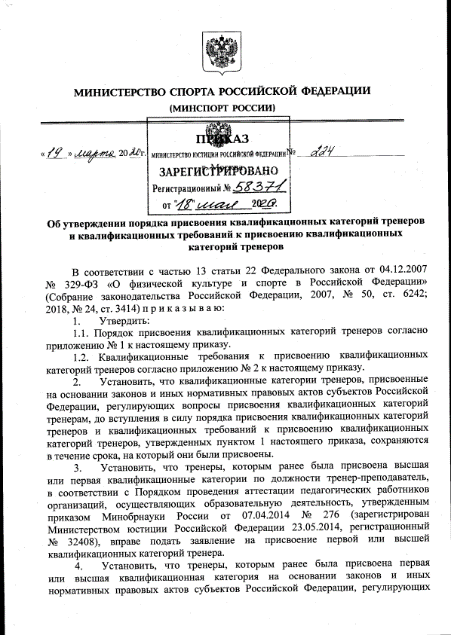 МИНИСТЕРСТВО СПОРТА РОССИЙСКОЙ ФЕДЕРАЦИИ
(МИНСПОРТ РОССИИ)
ПРИКАЗ
«19» марта 2020г. № 224
МИНИСТЕРСТВО ЮСТИЦИИ РОССИЙСКОЙ ФЕДЕРАЦИИ
ЗАРЕГИСТРИРОВАНО
Регистрационный № 58371
от "18" мая 2020.
Об утверждении порядка присвоения квалификационных категорий тренеров
и квалификационных требований к присвоению квалификационных
категорий тренеров
В соответствии с частью 13 статьи 22 Федерального закона от 04.12.2007
№ 329-ФЗ «О физической культуре и спорте в Российской Федерации»
(Собрание законодательства Российской Федерации, 2007, № 50, ст. 6242;
2018, № 24, ст. 3414) п р и к а з ы в а ю:
1. Утвердить:
1.1. Порядок присвоения квалификационных категорий тренеров согласно
приложению № 1 к настоящему приказу.
1.2. Квалификационные требования к присвоению квалификационных
категорий тренеров согласно приложению № 2 к настоящему приказу.
2. Установить, что квалификационные категории тренеров, присвоенные
на основании законов и иных нормативных правовых актов субъектов Российской
Федерации, регулирующих вопросы присвоения квалификационных категорий
тренерам, до вступления в силу порядка присвоения квалификационных категорий
тренеров и квалификационных требований к присвоению квалификационных
категорий тренеров, утвержденных пунктом 1 настоящего приказа, сохраняются
в течение срока, на который они были присвоены.
3. Установить, что тренеры, которым ранее была присвоена высшая
или первая квалификационные категории по должности тренер-преподаватель,
в соответствии с Порядком проведения аттестации педагогических работников
организаций, осуществляющих образовательную деятельность, утвержденным
приказом Минобрнауки России от 07.04.2014 № 276 (зарегистрирован
Министерством юстиции Российской Федерации 23.05.2014, регистрационный
№ 32408), вправе подать заявление на присвоение первой или высшей
квалификационных категорий тренера.
4. Установить, что тренеры, которым ранее была присвоена первая
или высшая квалификационная категория на основании законов и иных
нормативных правовых актов субъектов Российской Федерации, регулирующих